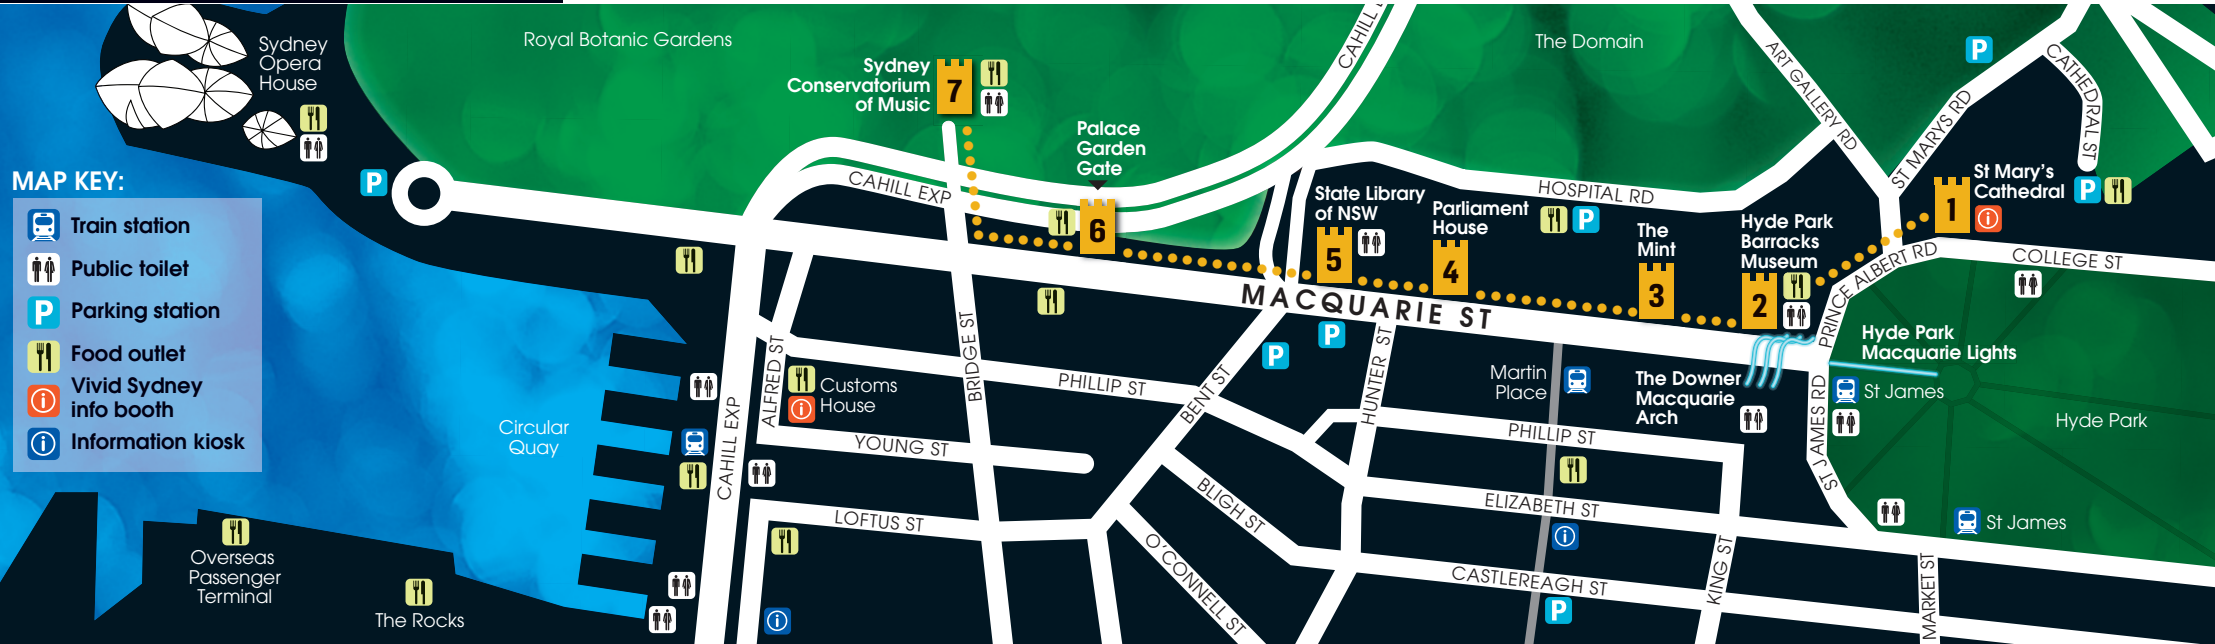 Royal Botanic Gardens
The Domain
Sydney
Opera
House
Sydney
Conservatorium
of Music
7
CAHILL E
ART GALLERY RD
CATHEDRAL ST
ST MARYS RD
P
Palace
Garden
Gate
6
CAHILL EXP
HOSPITAL RD
State Library
of NSW
5
Parliament
House
4
P
The
Mint
3
Hyde Park
Barracks
Museum
2
St Mary's
Cathedral
1
i
P
P
PRINCE ALBERT RD
COLLEGE ST
MAP KEY:
Train station
Public toilet
P
Parking station
Food outlet
i
Vivid Sydney
info booth
i
Information kiosk
MACQUARIE ST
P
P
Hyde Park
Macquarie Lights
The Downer
Macquarie
Arch
Martin
Place
St James
ST JAMES RD
Hyde Park
ALFRED ST
BRIDGE ST
PHILLIP ST
BENT ST
HUNTER ST
PHILLIP ST
i
Customs
House
Circular
Quay
CAHILL EXP
YOUNG ST
BLIGH ST
ELIZABETH ST
i
LOFTUS ST
O'CONNELL ST
CASTLEREAGH ST
P
KING ST
MARKET ST
St James
Overseas
Passenger
Terminal
The Rocks
i